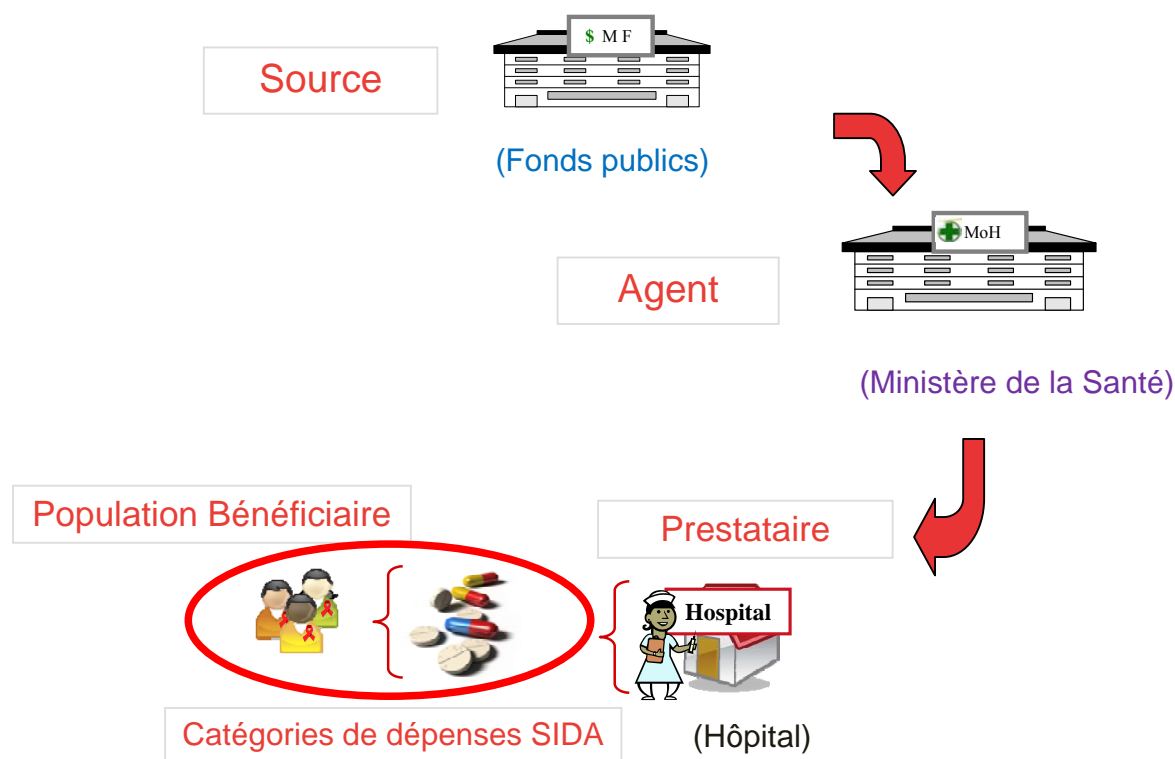 $ M F
Source
(Fonds publics)
MoH
Agent
(Ministère de la Santé)
Population Bénéficiaire
Prestataire
Hospital
Catégories de dépenses SIDA
(Hôpital)